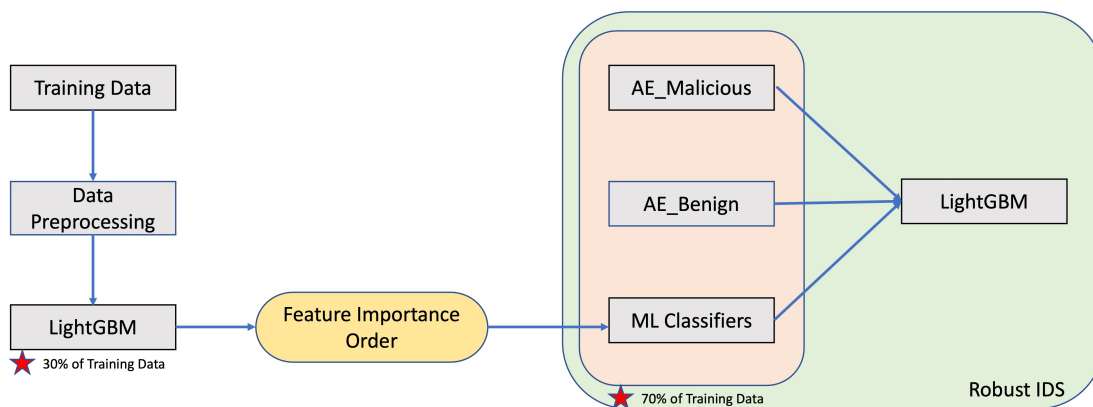 Training Data
Data
Preprocessing
LightGBM
30% of Training Data
Feature Importance
Order
AE_Malicious
AE_Benign
ML Classifiers
70% of Training Data
LightGBM
Robust IDS